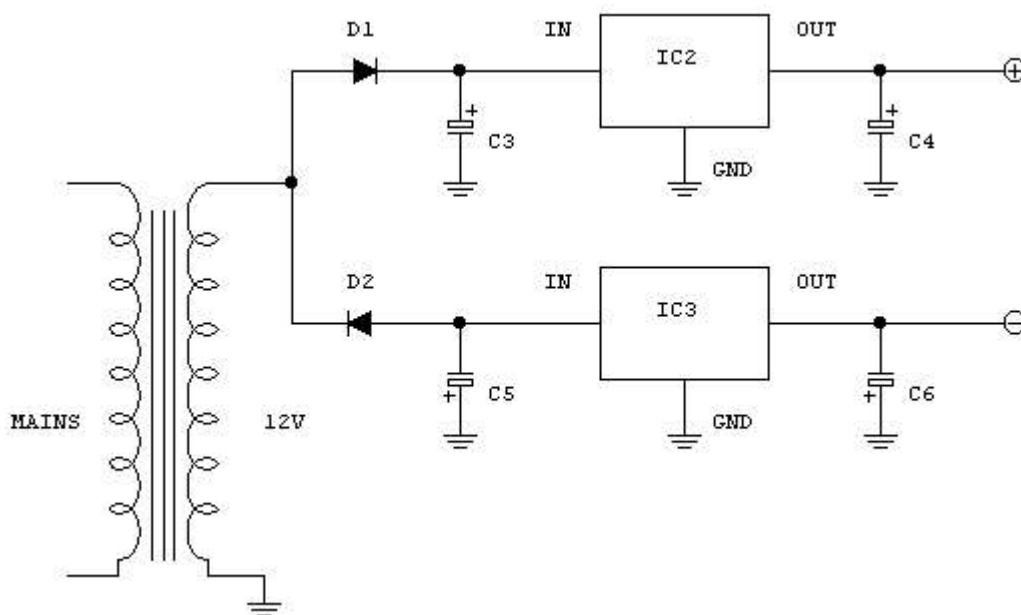 D1
IN
IC2
OUT
C3
GND
C4
D2
IN
IC3
OUT
MAINS
12V
C5
GND
C6